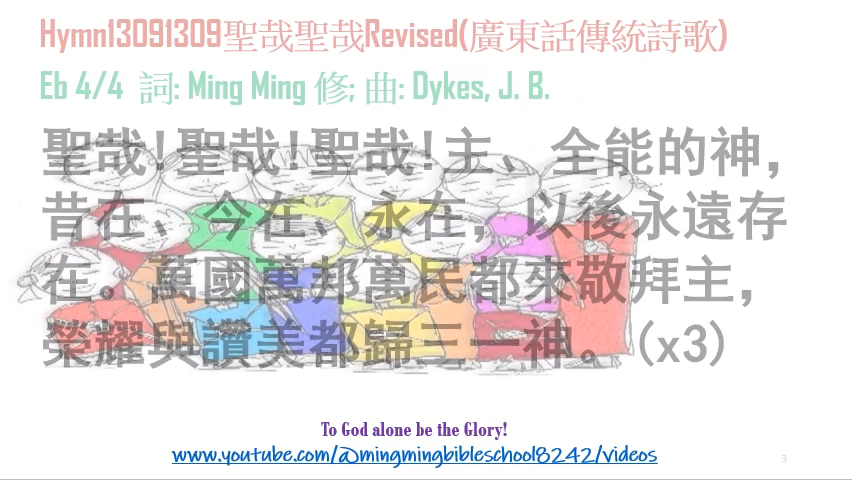 Hymn13091309聖哉聖哉Revised(廣東話傳統詩歌)
Eb 4/4 詞: Ming Ming 修; 曲: Dykes, J. B.
聖哉!聖哉!聖哉!主、全能的神,
昔在、今在、永在,以後永遠存
在。萬國萬邦萬民都來敬拜主,
榮耀與讚美都歸三一神。(x3)
To God alone be the Glory!
www.youtube.com/@mingmingbibleschool8242/videos
3